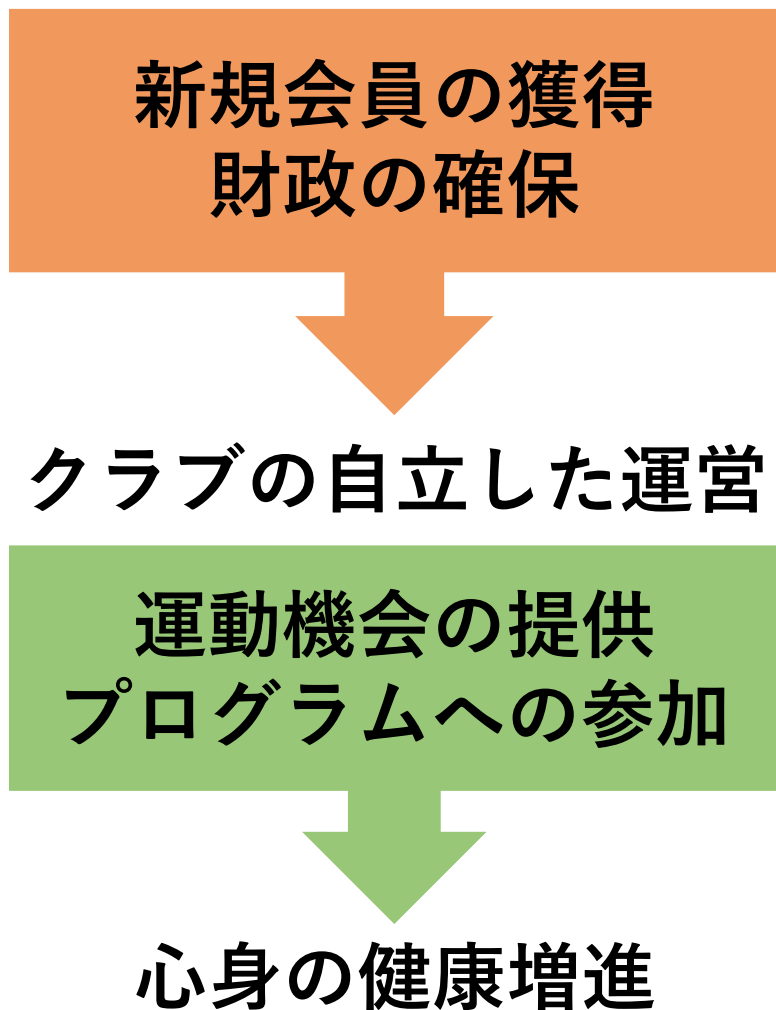 新規会員の獲得
財政の確保
クラブの自立した運営
運動機会の提供
プログラムへの参加
心身の健康増進